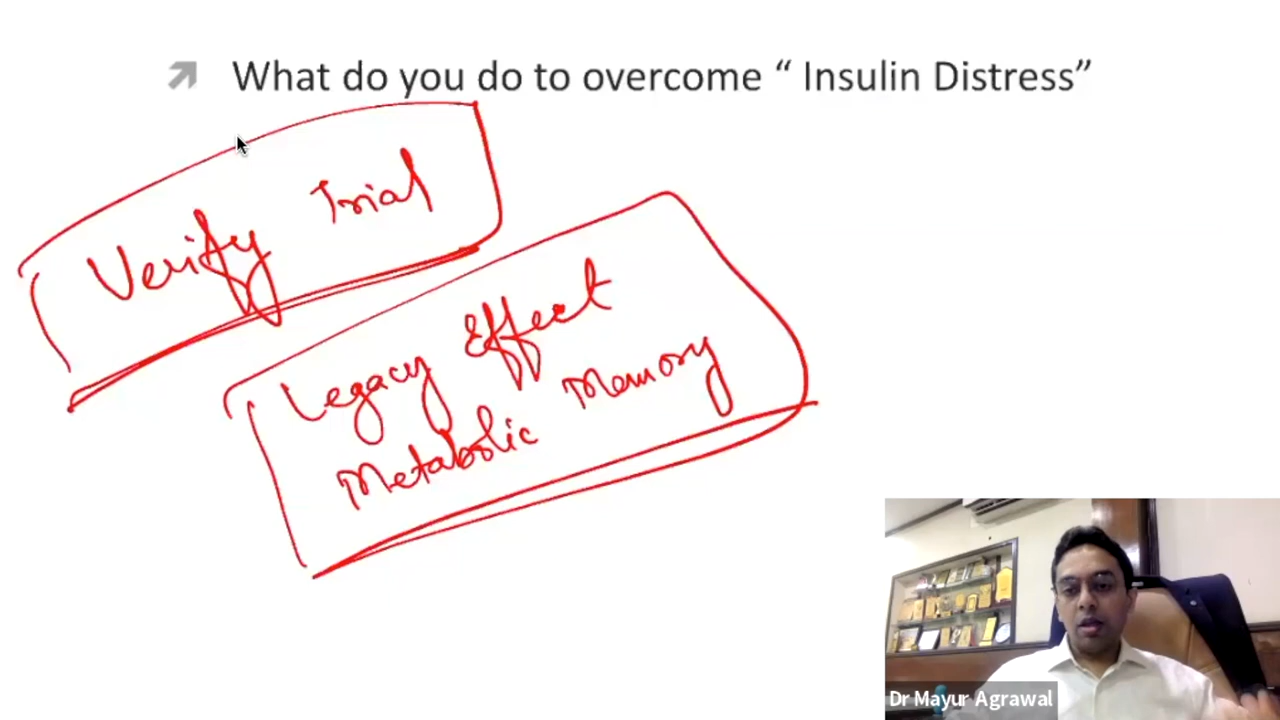 What do you do to overcome “ Insulin Distress”
Verify Trial
Legacy Effect
Metabolic Memory
Dr Mayur Agrawal